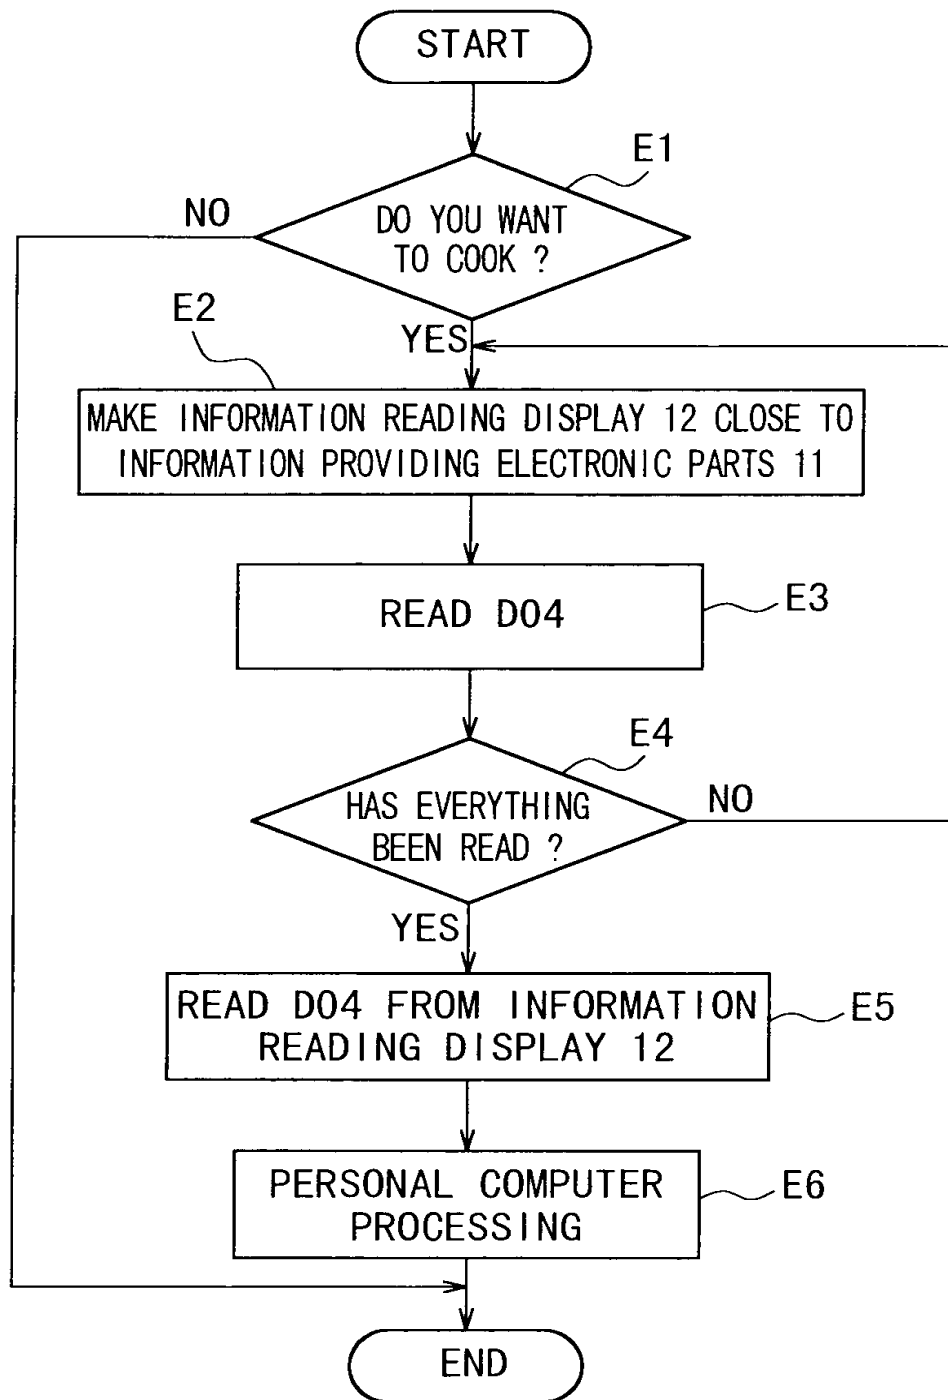 START
E1
NO
DO YOU WANT
TO COOK ?
E2
YES
MAKE INFORMATION READING DISPLAY 12 CLOSE TO
INFORMATION PROVIDING ELECTRONIC PARTS 11
READ D04
E3
E4
HAS EVERYTHING
BEEN READ ?
NO
YES
READ D04 FROM INFORMATION
READING DISPLAY 12
E5
PERSONAL COMPUTER
PROCESSING
E6
END